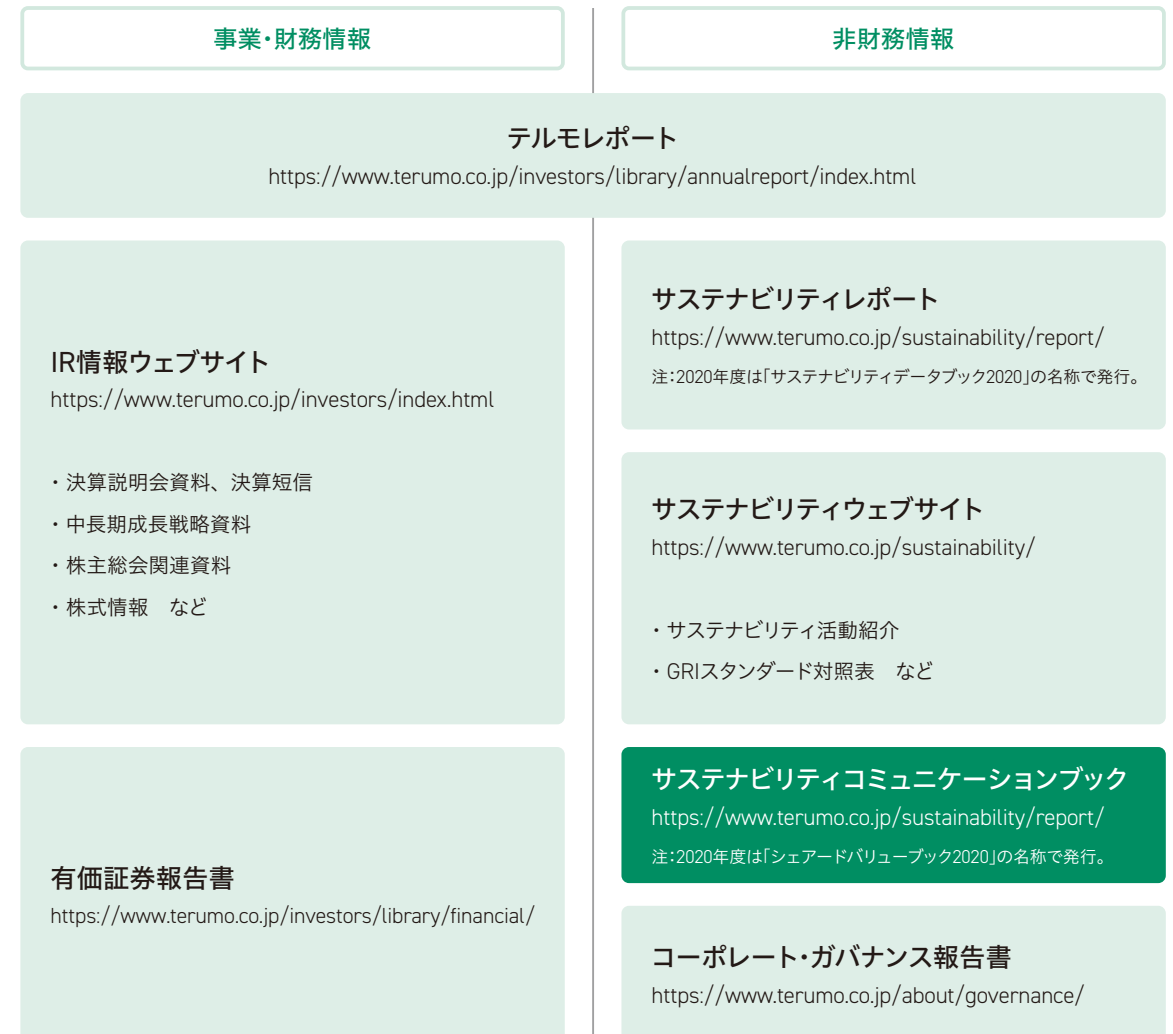 事業・財務情報
非財務情報
テルモレポート
https://www.terumo.co.jp/investors/library/annualreport/index.html
IR情報ウェブサイト
https://www.terumo.co.jp/investors/index.html
・決算説明会資料、決算短信
・中長期成長戦略資料
・株主総会関連資料
・株式情報　など
有価証券報告書
https://www.terumo.co.jp/investors/library/financial/
サステナビリティレポート
https://www.terumo.co.jp/sustainability/report/
注：2020年度は「サステナビリティデータブック2020」の名称で発行。
サステナビリティウェブサイト
https://www.terumo.co.jp/sustainability/
・サステナビリティ活動紹介
・GRIスタンダード対照表　など
サステナビリティコミュニケーションブック
https://www.terumo.co.jp/sustainability/report/
注：2020年度は「シェアードバリューブック2020」の名称で発行。
コーポレート・ガバナンス報告書
https://www.terumo.co.jp/about/governance/